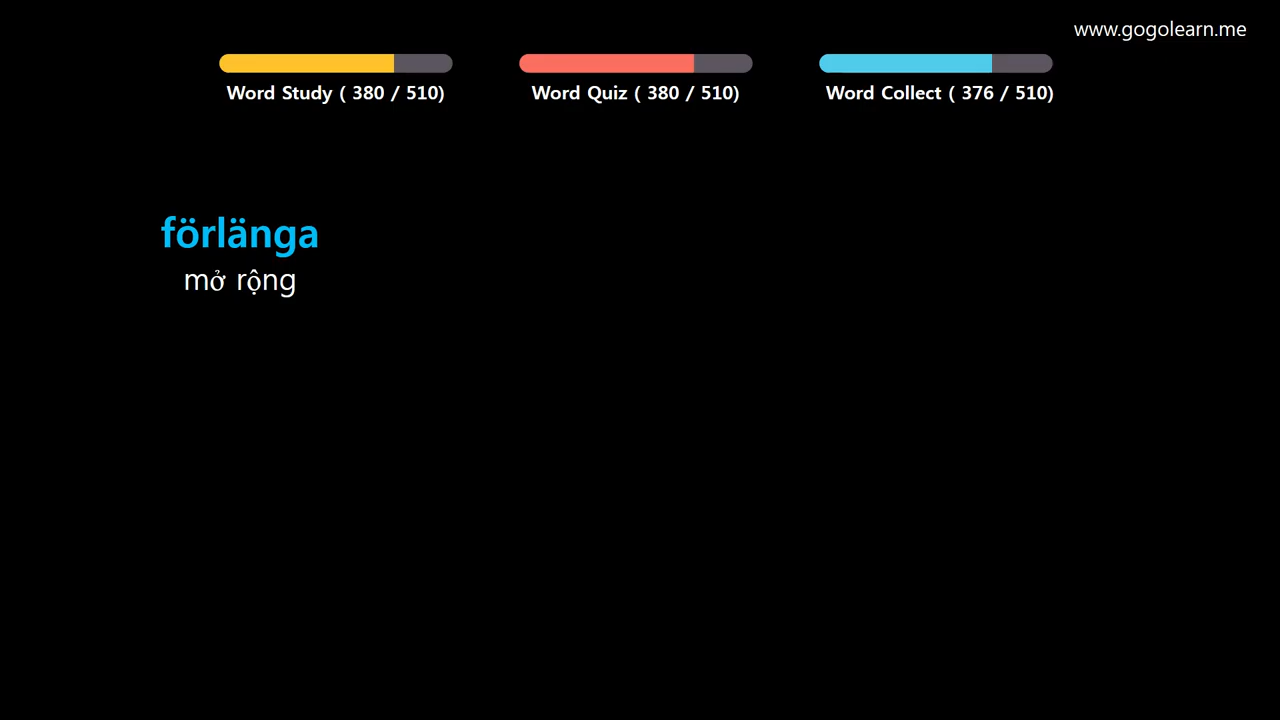 www.gogolearn.me
Word Study ( 380 / 510)
Word Quiz ( 380 / 510)
Word Collect ( 376 / 510)
förlänga
mở rộng